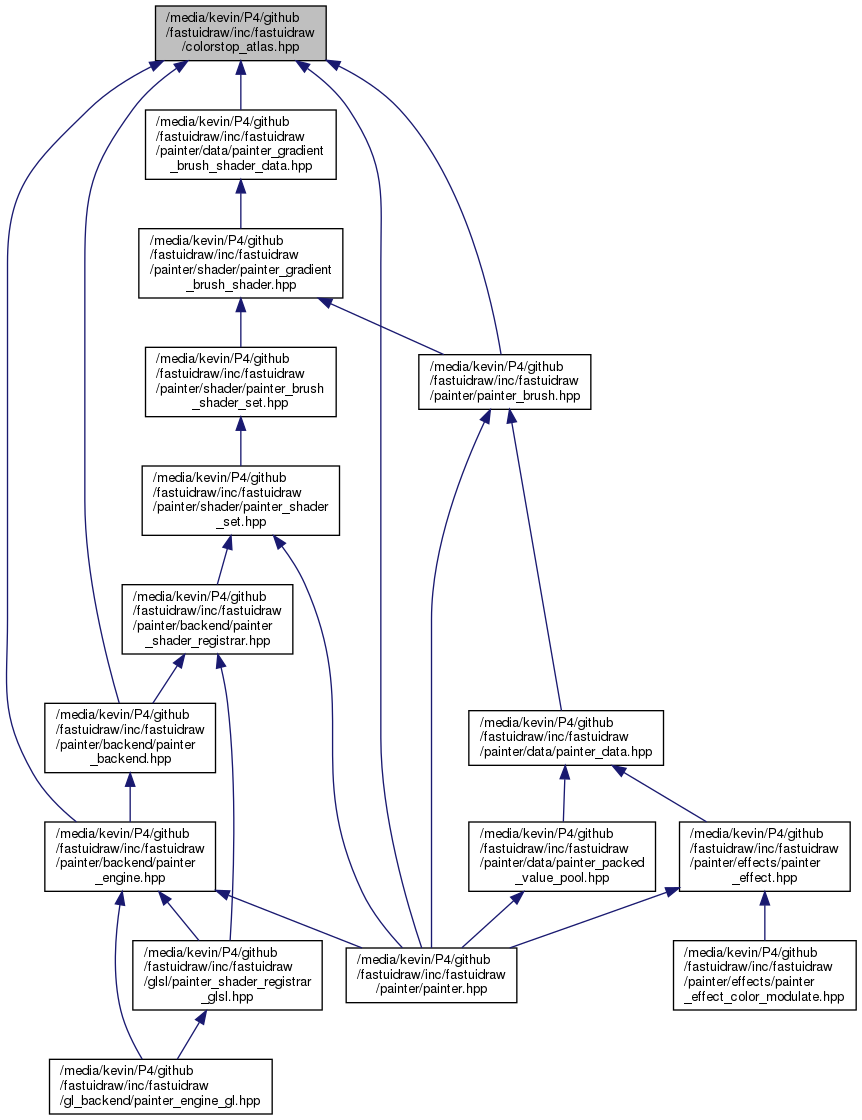 /media/kevin/P4/github
/fastuidraw/inc/fastuidraw
/colorstop_atlas.hpp
/media/kevin/P4/github
/fastuidraw/inc/fastuidraw
/painter/data/painter_gradient
_brush_shader_data.hpp
/media/kevin/P4/github
/fastuidraw/inc/fastuidraw
/painter/shader/painter_gradient
_brush_shader.hpp
/media/kevin/P4/github
/fastuidraw/inc/fastuidraw
/painter/shader/painter_brush
_shader_set.hpp
/media/kevin/P4/github
/fastuidraw/inc/fastuidraw
/painter/painter_brush.hpp
/media/kevin/P4/github
/fastuidraw/inc/fastuidraw
/painter/shader/painter_shader
_set.hpp
/media/kevin/P4/github
/fastuidraw/inc/fastuidraw
/painter/backend/painter
_shader_registrar.hpp
/media/kevin/P4/github
/fastuidraw/inc/fastuidraw
/painter/backend/painter
_backend.hpp
/media/kevin/P4/github
/fastuidraw/inc/fastuidraw
/painter/data/painter_data.hpp
/media/kevin/P4/github
/fastuidraw/inc/fastuidraw
/painter/backend/painter
_engine.hpp
/media/kevin/P4/github
/fastuidraw/inc/fastuidraw
/painter/data/painter_packed
_value_pool.hpp
/media/kevin/P4/github
/fastuidraw/inc/fastuidraw
/painter/effects/painter
_effect.hpp
/media/kevin/P4/github
/fastuidraw/inc/fastuidraw
/glsl/painter_shader_registrar
_glsl.hpp
/media/kevin/P4/github
/fastuidraw/inc/fastuidraw
/painter/painter.hpp
/media/kevin/P4/github
/fastuidraw/inc/fastuidraw
/painter/effects/painter
_effect_color_modulate.hpp
/media/kevin/P4/github
/fastuidraw/inc/fastuidraw
/gl_backend/painter_engine_gl.hpp